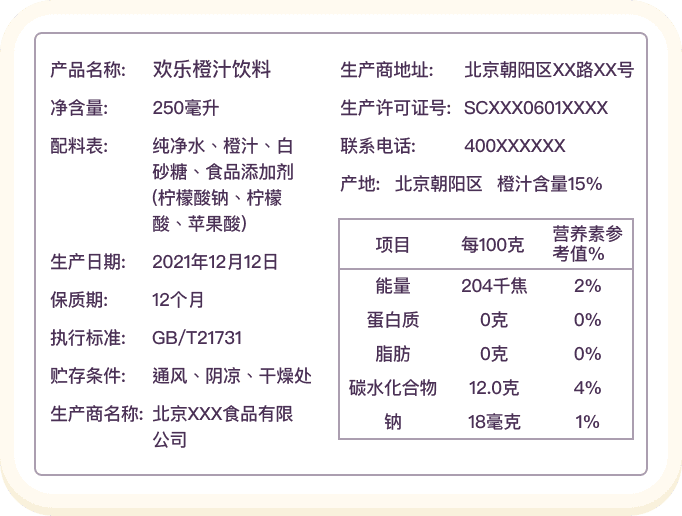 产品名称: 欢乐橙汁饮料
净含量: 250毫升
配料表: 纯净水、橙汁、白
砂糖、食品添加剂
(柠檬酸钠、柠檬
酸、苹果酸)
生产日期: 2021年12月12日
保质期: 12个月
执行标准: GB/T21731
贮存条件: 通风、阴凉、干燥处
生产商名称: 北京XXX食品有限
公司
生产商地址: 北京朝阳区XX路XX号
生产许可证号: SCXXX0601XXXX
联系电话: 400XXXXXX
产地: 北京朝阳区 橙汁含量15%
项目 每100克 营养素参
考值%
能量 204千焦 2%
蛋白质 0克 0%
脂肪 0克 0%
碳水化合物 12.0克 4%
钠 18毫克 1%